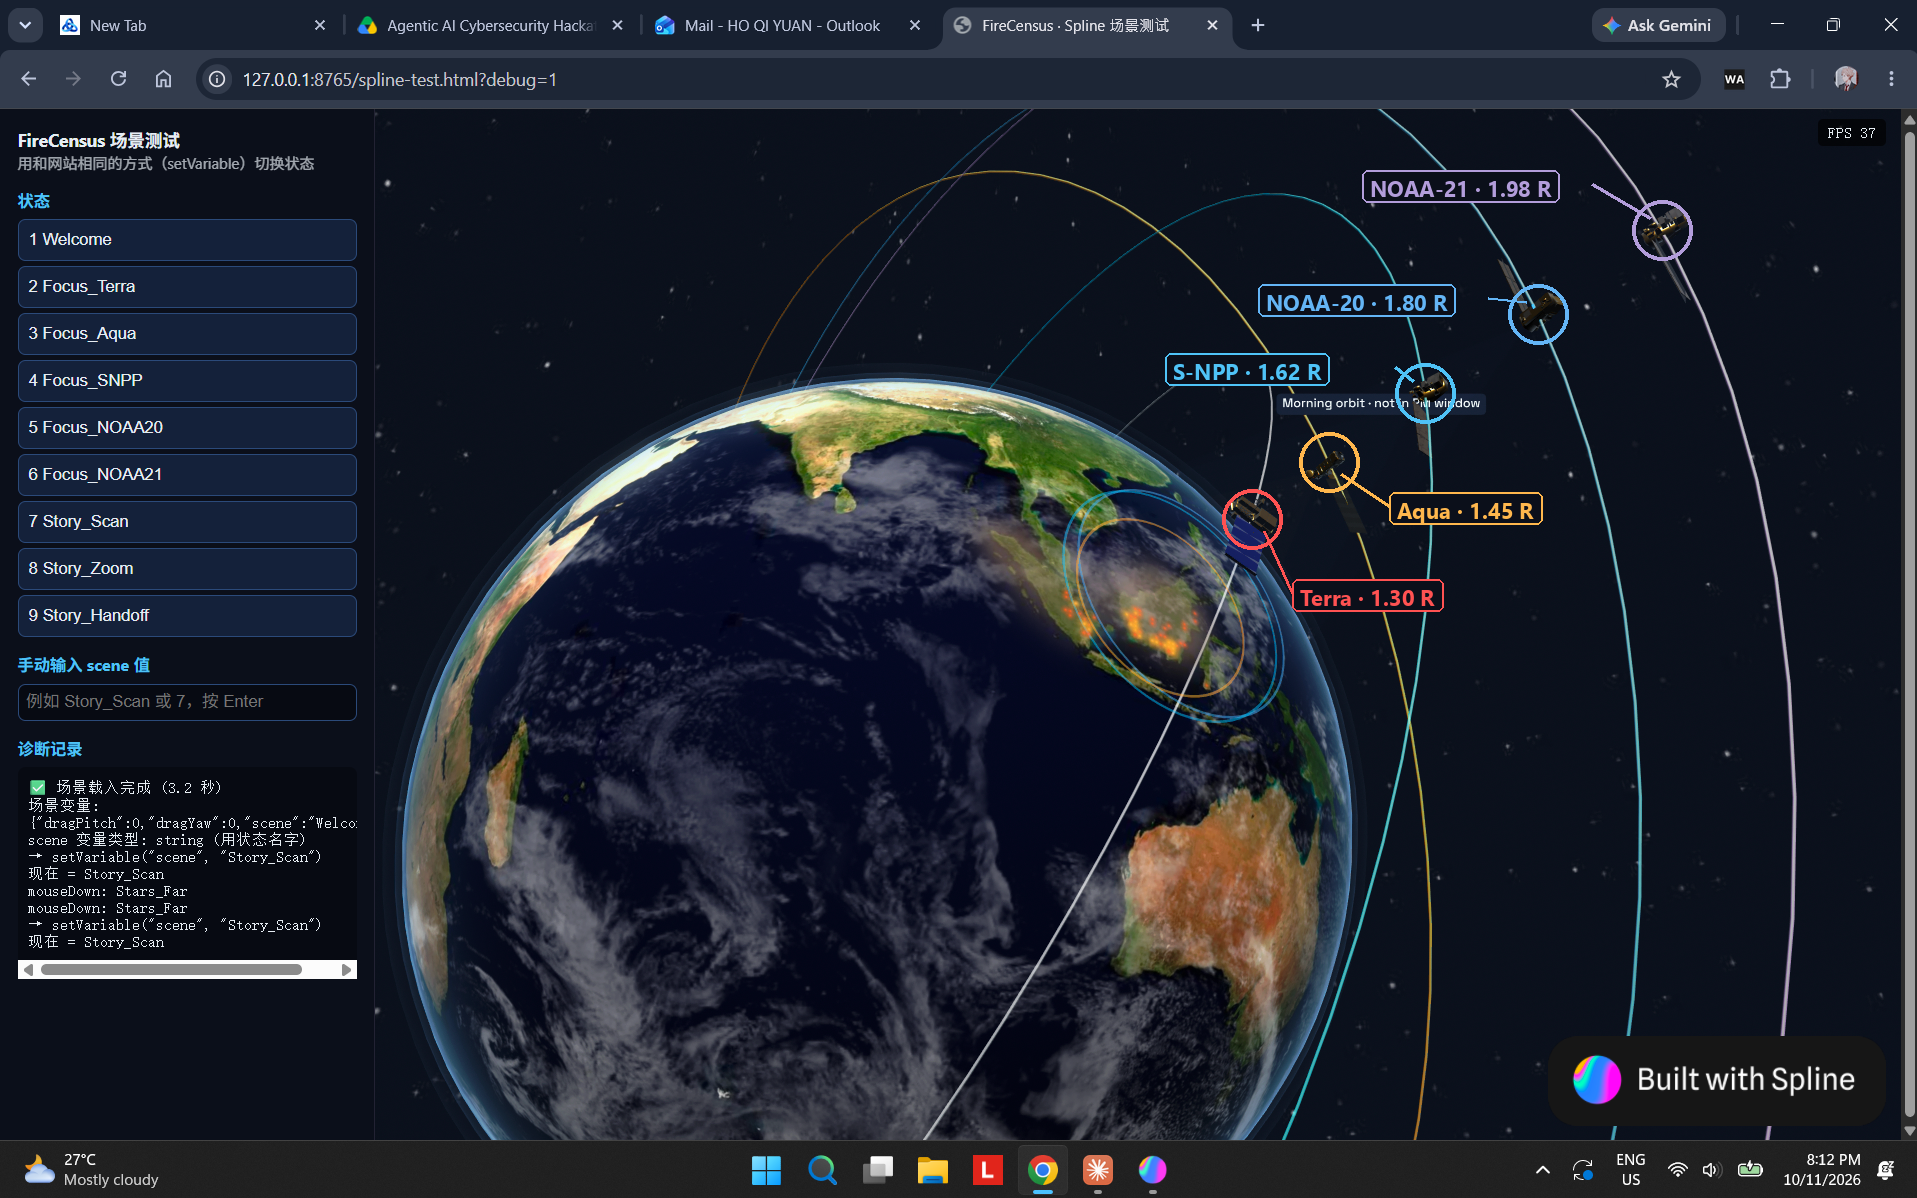 New Tab
Agentic AI Cybersecurity Hacka
Mail - HO QI YUAN - Outlook
FireCensus · Spline 场景测试
Ask Gemini
127.0.0.1:8765/spline-test.html?debug=1
WA
FireCensus 场景测试
用和网站相同的方式（setVariable）切换状态
状态
1 Welcome
2 Focus_Terra
3 Focus_Aqua
4 Focus_SNPP
5 Focus_NOAA20
6 Focus_NOAA21
7 Story_Scan
8 Story_Zoom
9 Story_Handoff
手动输入 scene 值
例如 Story_Scan 或 7，按 Enter
诊断记录
✅ 场景载入完成（3.2 秒）
场景变量:
{"dragPitch":0,"dragYaw":0,"scene":"Welco
scene 变量类型: string（用状态名字）
→ setVariable("scene", "Story_Scan")
现在 = Story_Scan
mouseDown: Stars_Far
mouseDown: Stars_Far
→ setVariable("scene", "Story_Scan")
现在 = Story_Scan
FPS 37
NOAA-21 · 1.98 R
NOAA-20 · 1.80 R
S-NPP · 1.62 R
Morning orbit · not in PM window
Aqua · 1.45 R
Terra · 1.30 R
Built with Spline
27°C
Mostly cloudy
L
ENG
US
8:12 PM
10/11/2026